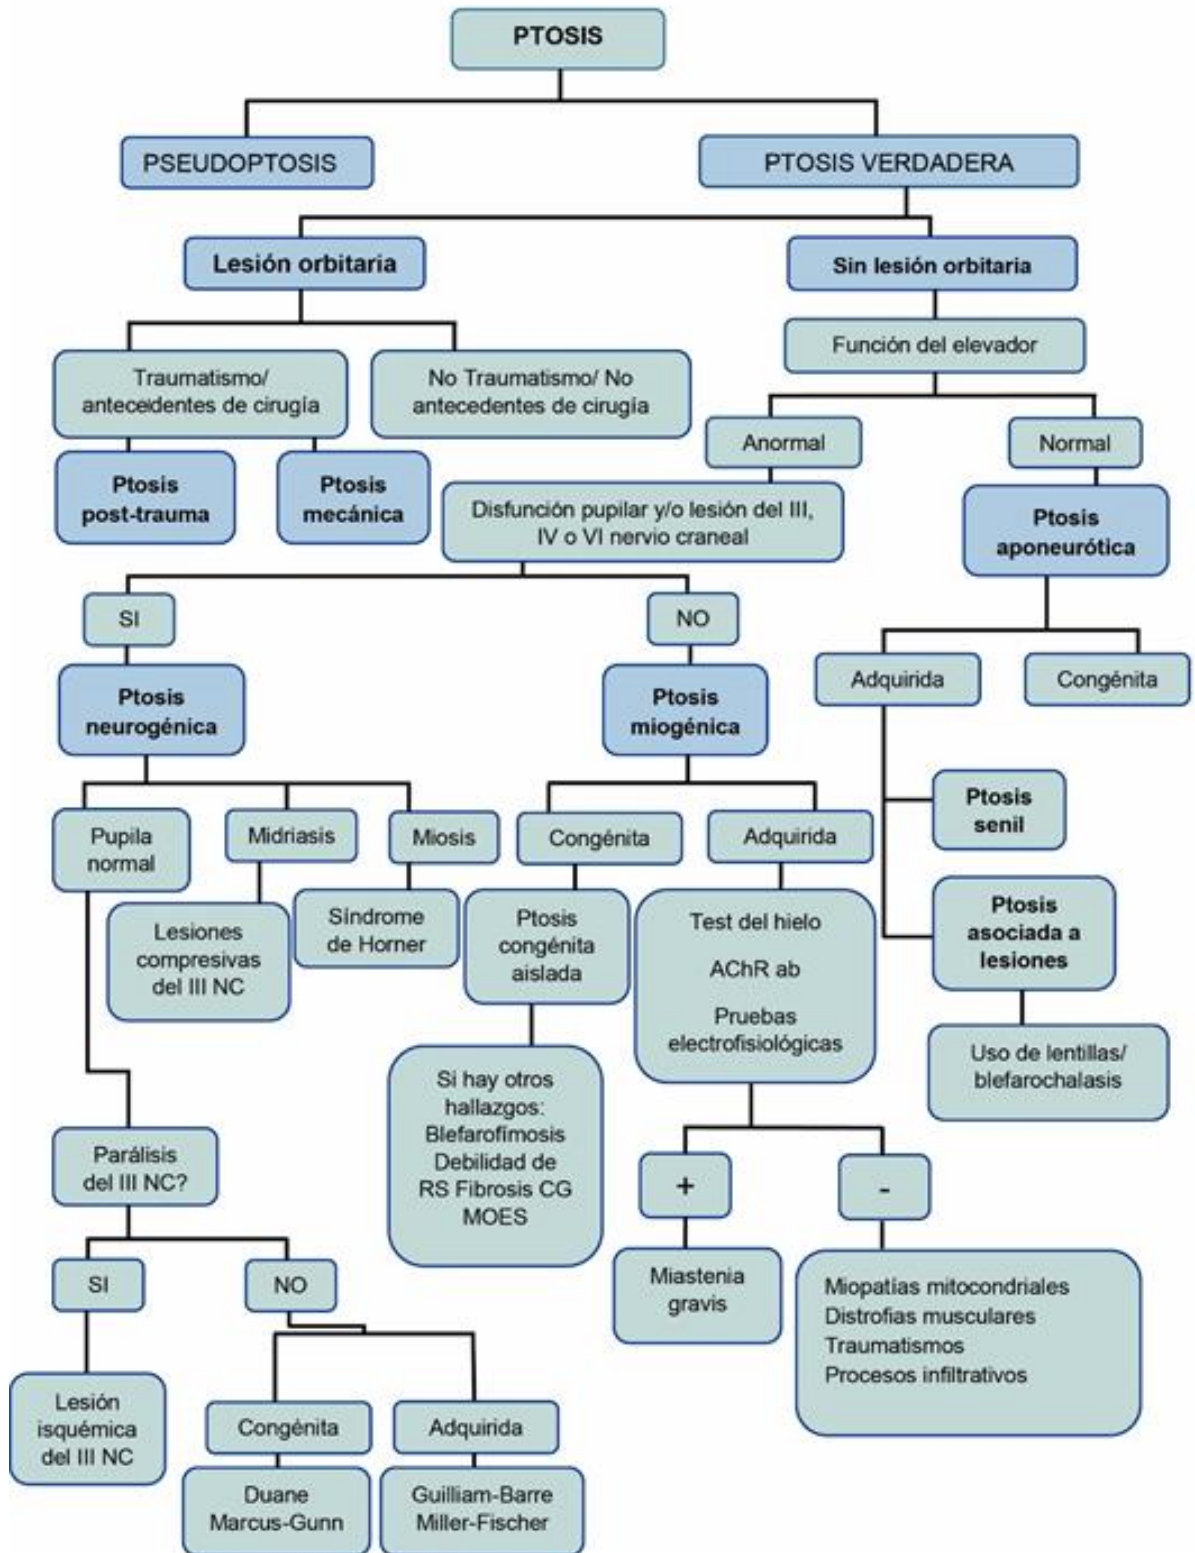 PTOSIS
PSEUDOPTOSIS
PTOSIS VERDADERA
Lesión orbitaria
Sin lesión orbitaria
Función del elevador
Traumatismo/
antecedentes de cirugía
No Traumatismo/ No
antecedentes de cirugía
Anormal
Normal
Ptosis
post-trauma
Ptosis
mecánica
Disfunción pupilar y/o lesión del III,
IV o VI nervio craneal
Ptosis
aponeurótica
SI
NO
Adquirida
Congénita
Ptosis
neurogénica
Ptosis
miogénica
Ptosis
senil
Ptosis
asociada a
lesiones
Uso de lentillas/
blefarochalasis
Pupila
normal
Midriasis
Miosis
Congénita
Adquirida
Lesiones
compresivas
del III NC
Síndrome
de Horner
Ptosis
congénita
aislada
Test del hielo
AChR ab
Pruebas
electrofisiológicas
Si hay otros
hallazgos:
Blefarofímosis
Debilidad de
RS Fibrosis CG
MOES
Parálisis
del III NC?
+
-
SI
NO
Miastenia
gravis
Miopatías mitocondriales
Distrofias musculares
Traumatismos
Procesos infiltrativos
Lesión
isquémica
del III NC
Congénita
Adquirida
Duane
Marcus-Gunn
Guilliam-Barre
Miller-Fischer